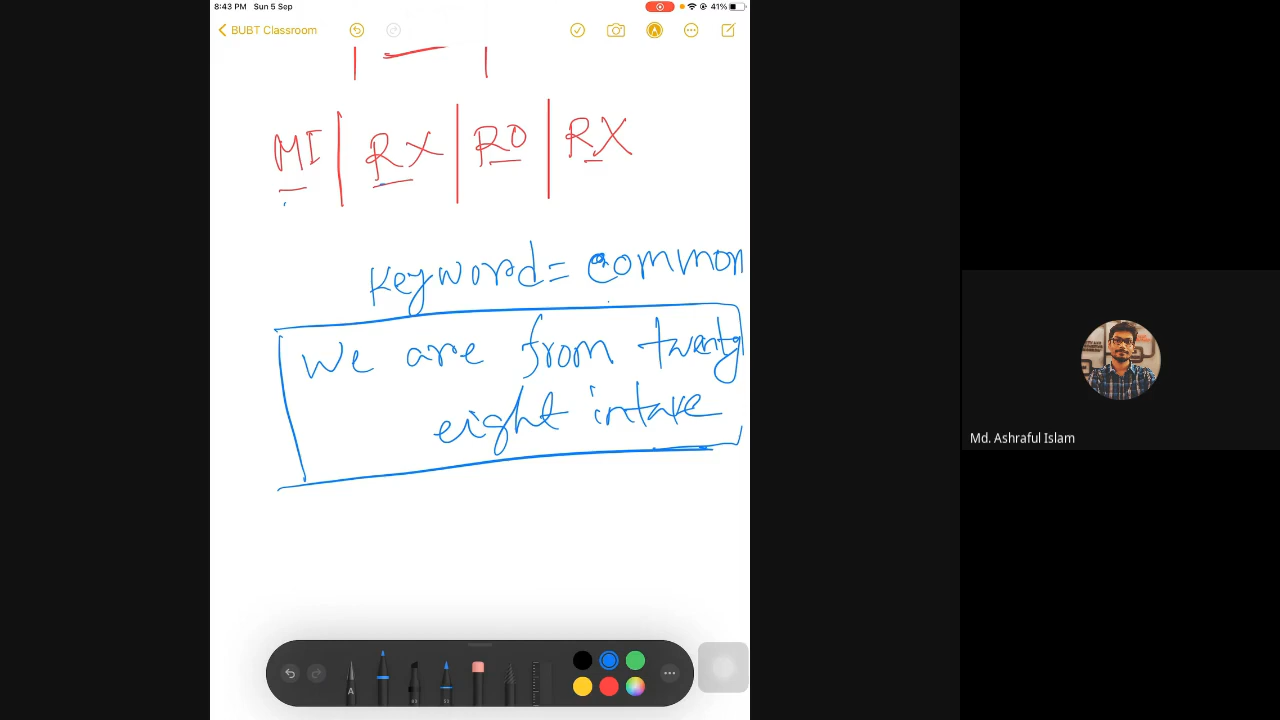 8:43 PM Sun 5 Sep
41%
BUBT Classroom
MI | RX | RO | RX
Keyword = common
We are from twenty
eight intake
A
Md. Ashraful Islam